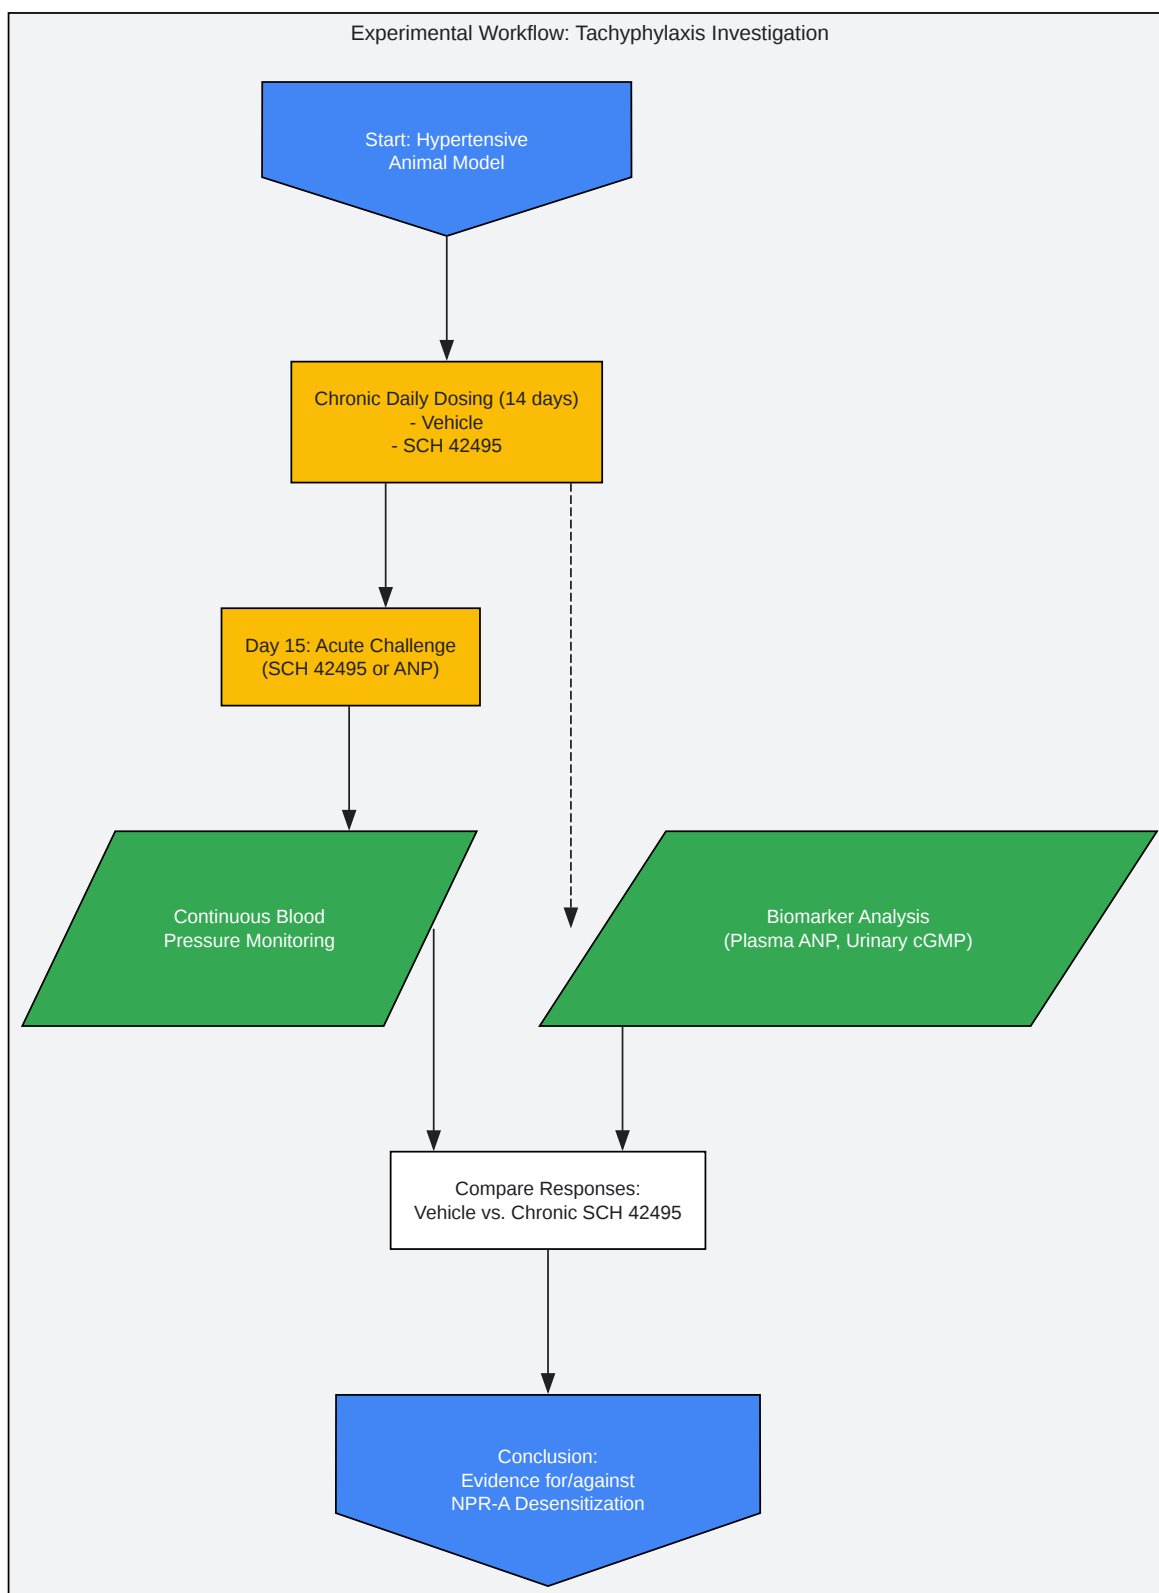 Experimental Workflow: Tachyphylaxis Investigation
Start: Hypertensive
Animal Model
Chronic Daily Dosing (14 days)
- Vehicle
- SCH 42495
Day 15: Acute Challenge
(SCH 42495 or ANP)
Continuous Blood
Pressure Monitoring
Biomarker Analysis
(Plasma ANP, Urinary cGMP)
Compare Responses:
Vehicle vs. Chronic SCH 42495
Conclusion:
Evidence for/against
NPR-A Desensitization